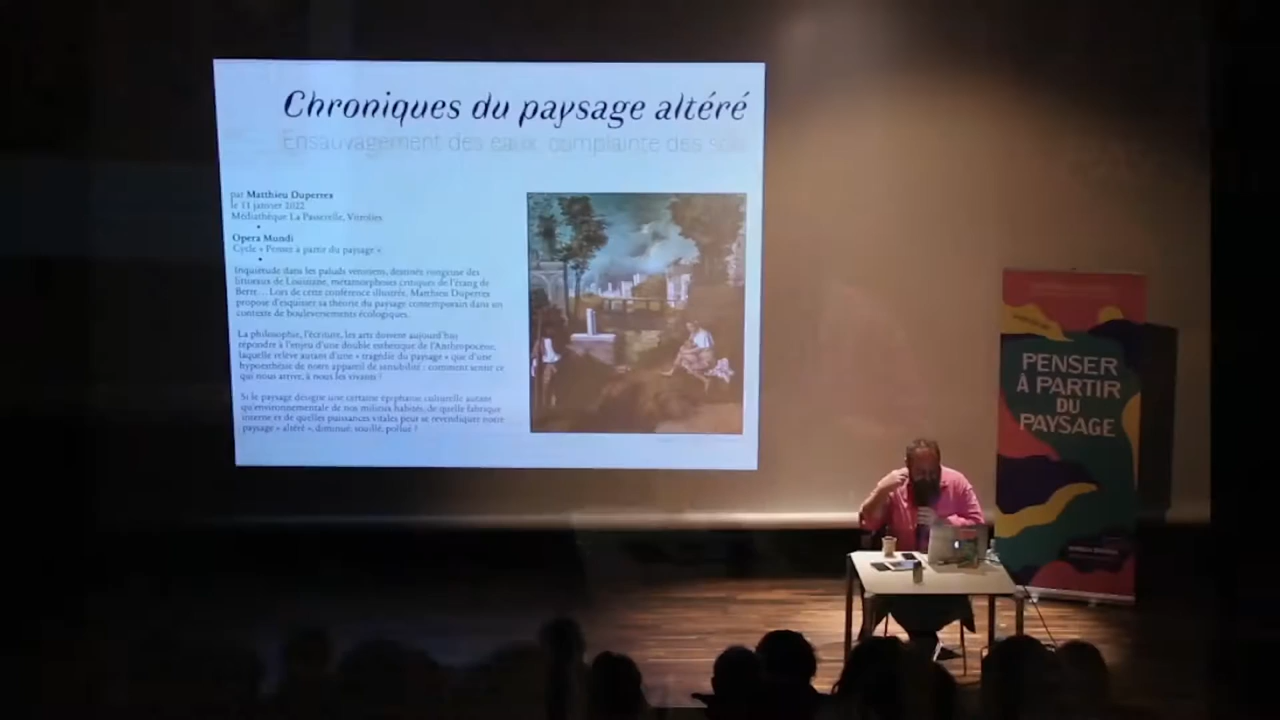 Chroniques du paysage altéré
Ensauvagement des eaux, complainte des sols
par Matthieu Duperrex
le 11 janvier 2022
Médiathèque La Passerelle, Vitrolles
Opera Mundi
Cycle « Penser à partir du paysage »
Inquiétude dans les paluds vénitiens, destinée rongeuse des
littoraux de Louisiane, métamorphoses critiques de l'étang de
Berre… Lors de cette conférence illustrée, Matthieu Duperrex
propose d'esquisser sa théorie du paysage contemporain dans un
contexte de bouleversements écologiques.
La philosophie, l'écriture, les arts doivent aujourd'hui
répondre à l'enjeu d'une double esthétique de l'Anthropocène,
laquelle relève autant d'une « tragédie du paysage » que d'une
hyperesthésie de notre appareil de sensibilité : comment sentir ce
qui nous arrive, à nous les vivants ?
Si le paysage désigne une certaine épiphanie culturelle autant
qu'environnementale de nos milieux habités, de quelle fabrique
interne et de quelles puissances vitales peut se revendiquer notre
paysage « altéré », diminué, souillé, pollué ?
PENSER
À PARTIR
DU
PAYSAGE